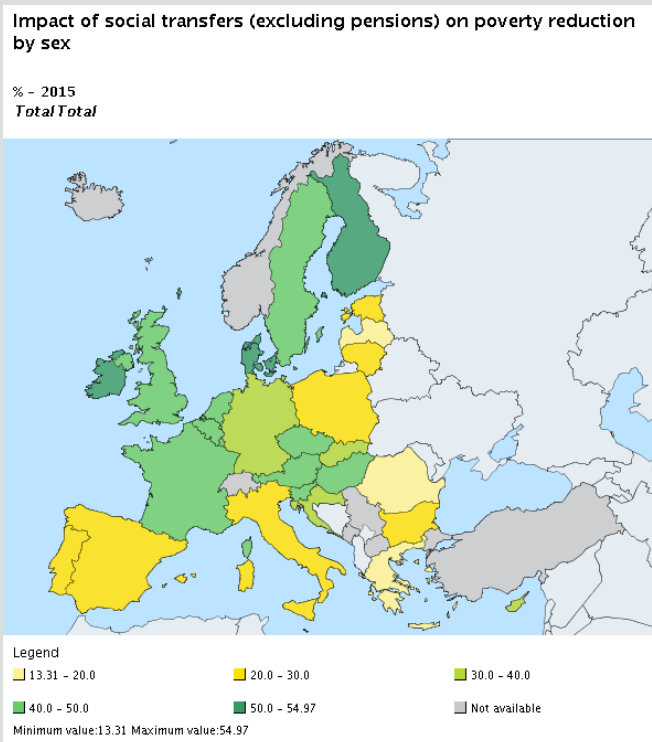 Impact of social transfers (excluding pensions) on poverty reduction
by sex
% - 2015
Total Total
Legend
13.31 - 20.0
20.0 - 30.0
30.0 - 40.0
40.0 - 50.0
50.0 - 54.97
Not available
Minimum value:13.31 Maximum value:54.97